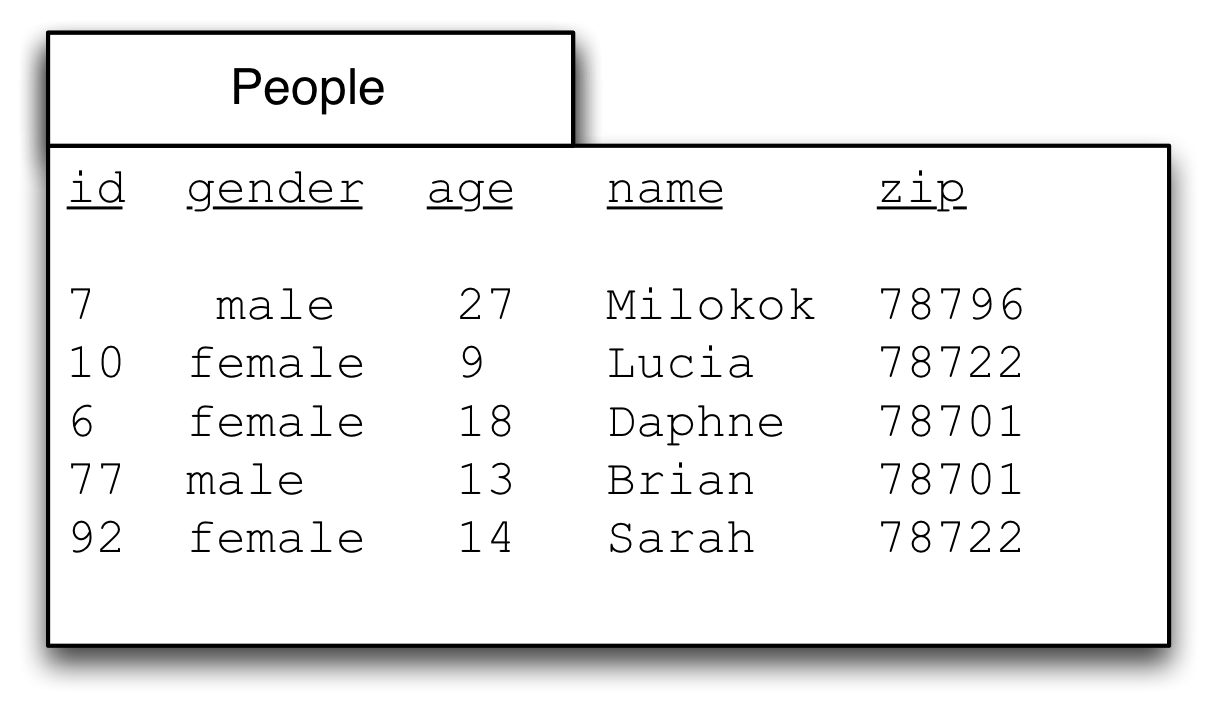 People
id gender age name zip
7 male 27 Milokok 78796
10 female 9 Lucia 78722
6 female 18 Daphne 78701
77 male 13 Brian 78701
92 female 14 Sarah 78722